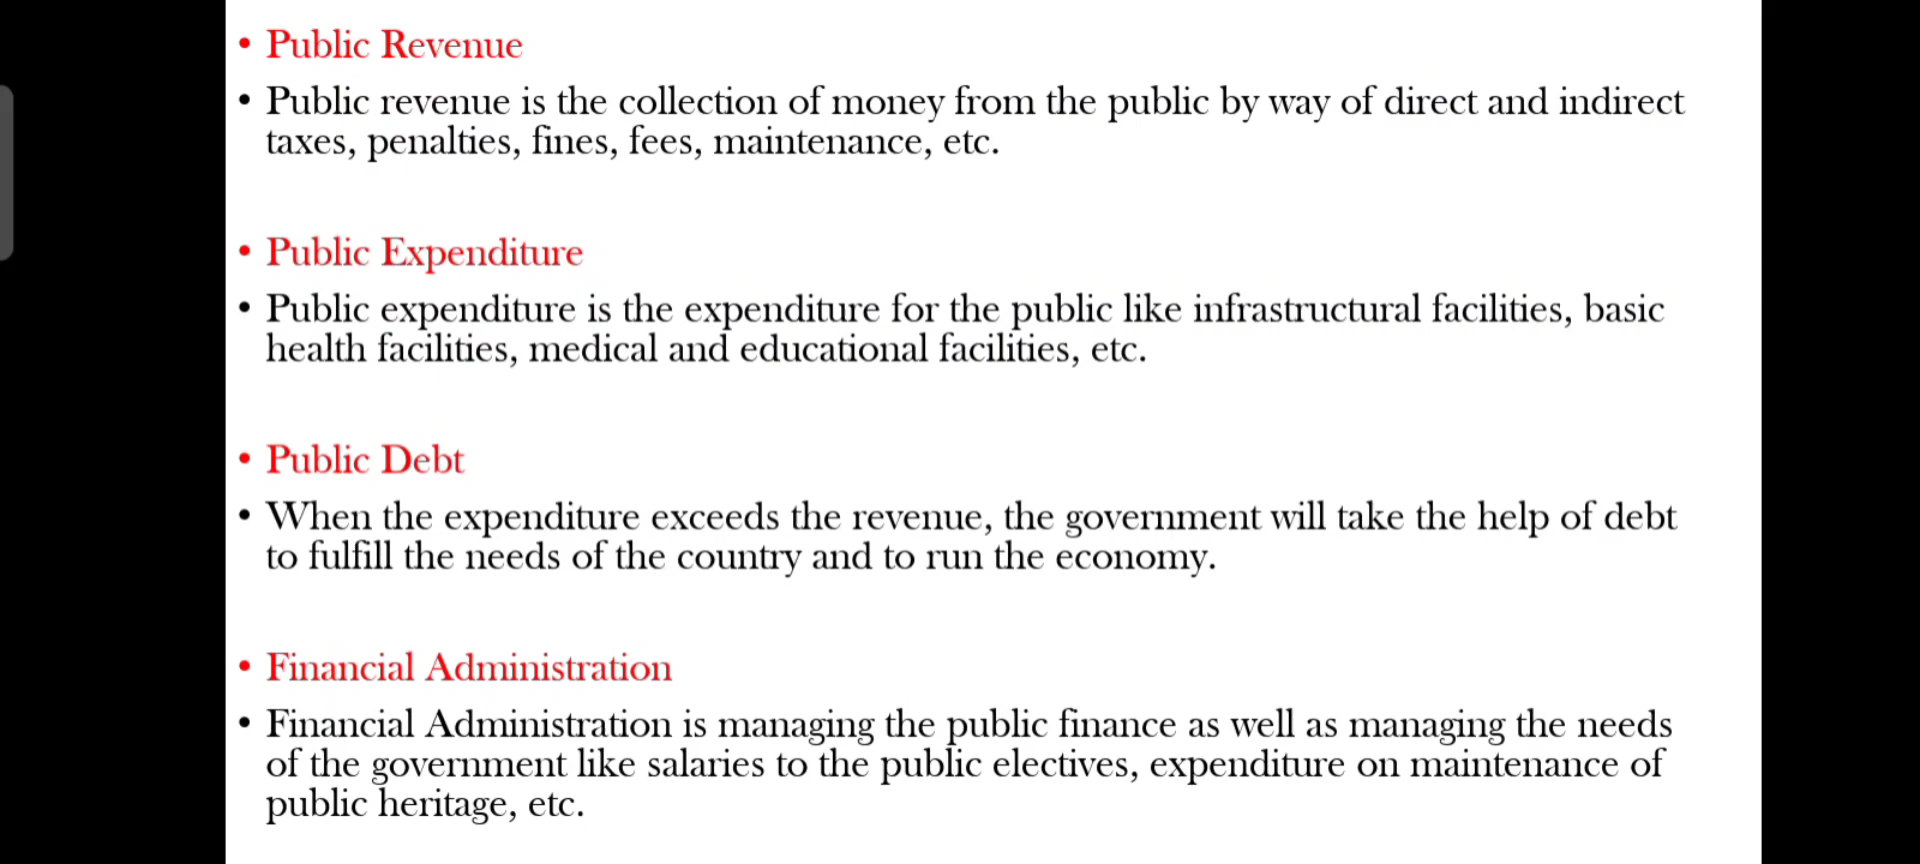 • Public Revenue
• Public revenue is the collection of money from the public by way of direct and indirect
taxes, penalties, fines, fees, maintenance, etc.
• Public Expenditure
• Public expenditure is the expenditure for the public like infrastructural facilities, basic
health facilities, medical and educational facilities, etc.
• Public Debt
• When the expenditure exceeds the revenue, the government will take the help of debt
to fulfill the needs of the country and to run the economy.
• Financial Administration
• Financial Administration is managing the public finance as well as managing the needs
of the government like salaries to the public electives, expenditure on maintenance of
public heritage, etc.